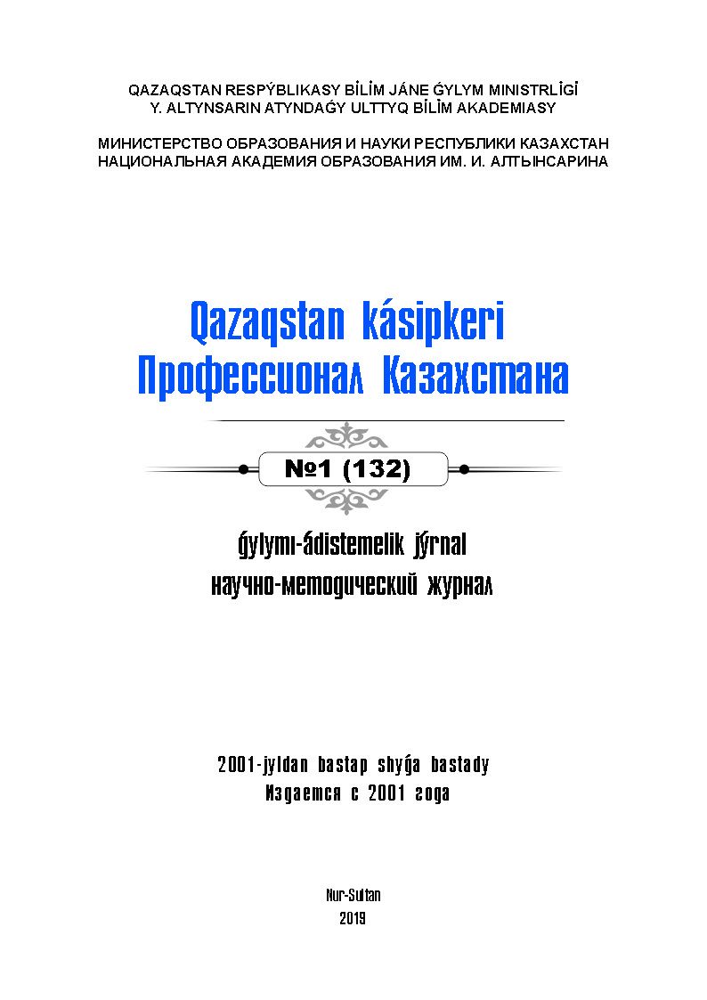 QAZAQSTAN RESPÝBLIKASY BİLİM JÁNE ǴYLYM MINISTRLİGİ
Y. ALTYNSARIN ATYNDAǴY ULTTYQ BİLİM AKADEMIASY
МИНИСТЕРСТВО ОБРАЗОВАНИЯ И НАУКИ РЕСПУБЛИКИ КАЗАХСТАН
НАЦИОНАЛЬНАЯ АКАДЕМИЯ ОБРАЗОВАНИЯ ИМ. И. АЛТЫНСАРИНА
Qazaqstan kásipkeri
Профессионал Казахстана
№1 (132)
ǵylymı-ádistemelik jýrnal
научно-методический журнал
2001-jyldan bastap shyǵa bastady
Издается с 2001 года
Nur-Sultan
2019